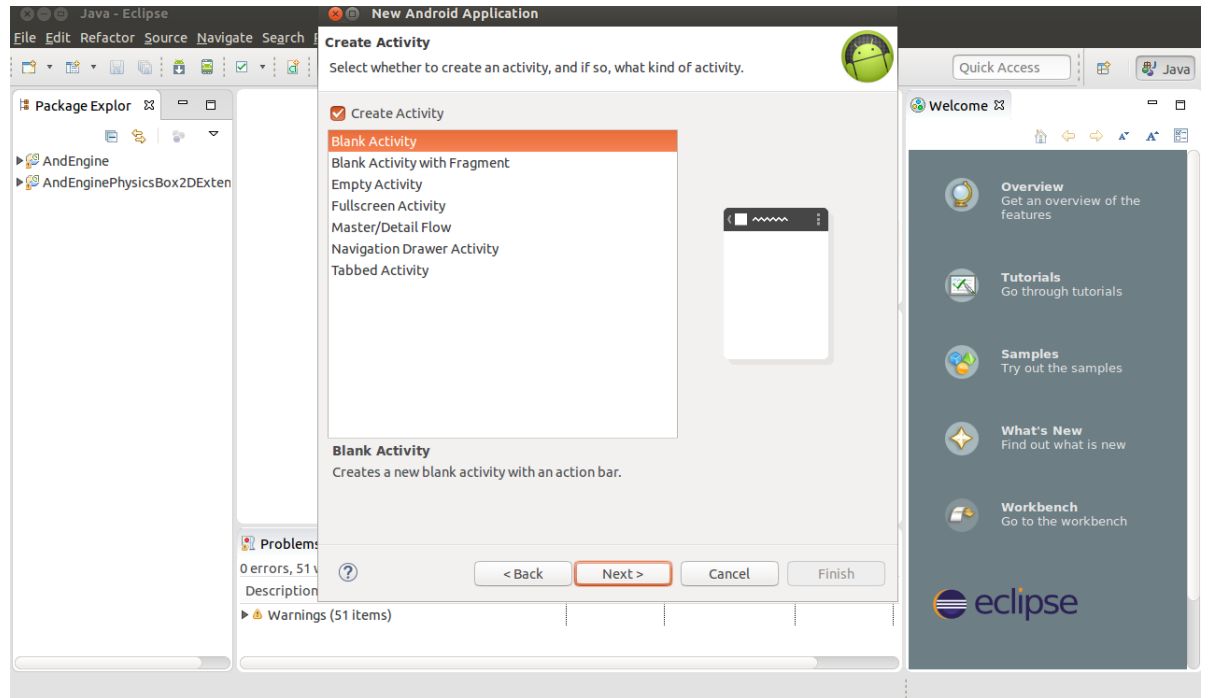 Java - Eclipse
New Android Application
File Edit Refactor Source Navigate Search
Create Activity
Select whether to create an activity, and if so, what kind of activity.
Quick Access
Java
Package Explor
Create Activity
Welcome
Blank Activity
Blank Activity with Fragment
Empty Activity
Fullscreen Activity
Master/Detail Flow
Navigation Drawer Activity
Tabbed Activity
AndEngine
AndEnginePhysicsBox2DExten
Overview
Get an overview of the
features
Tutorials
Go through tutorials
Samples
Try out the samples
What's New
Find out what is new
Workbench
Go to the workbench
Blank Activity
Creates a new blank activity with an action bar.
Problems
0 errors, 51
Description
Warnings (51 items)
?
< Back
Next >
Cancel
Finish
eclipse